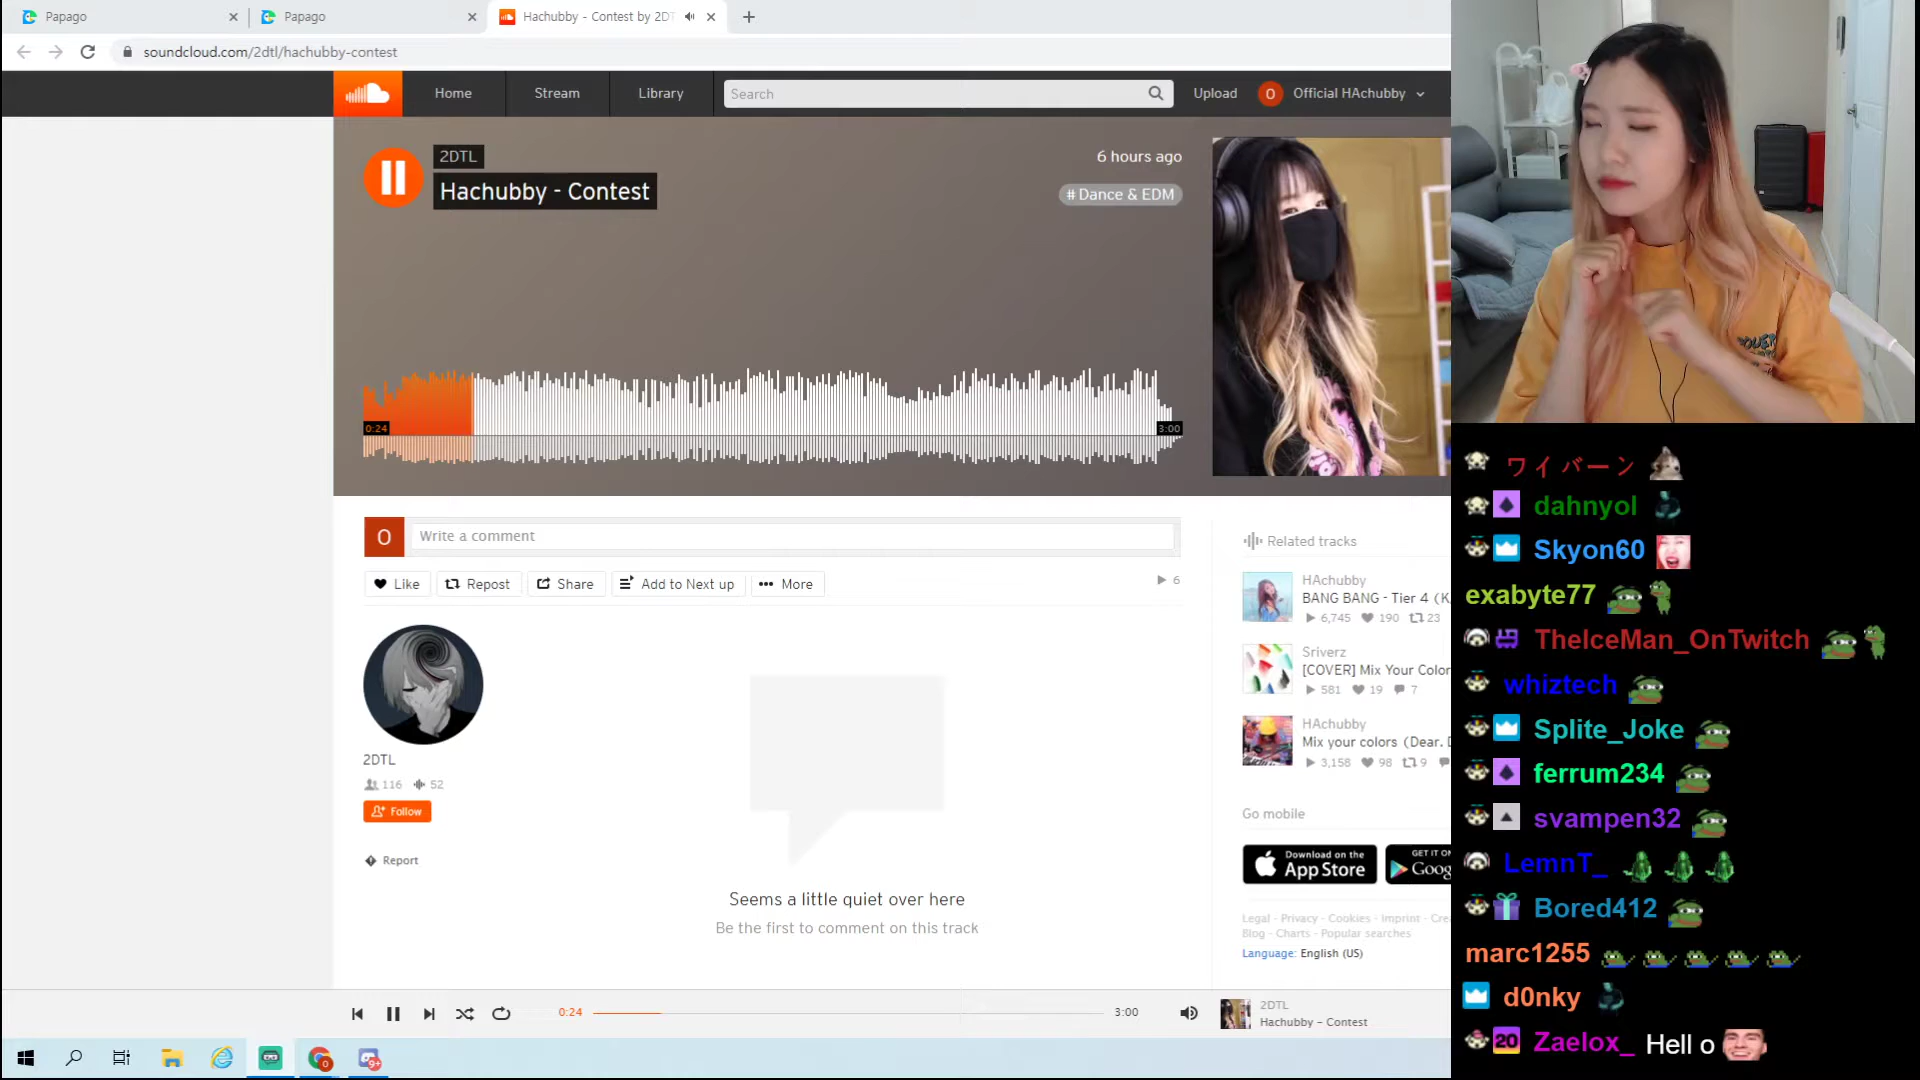 Papago
Papago
Hachubby - Contest by 2DT
soundcloud.com/2dtl/hachubby-contest
Home
Stream
Library
Search
Upload
O
Official HAchubby
2DTL
Hachubby - Contest
6 hours ago
# Dance & EDM
0:24
3:00
O
Write a comment
Like
Repost
Share
Add to Next up
More
6
2DTL
116
52
Follow
Report
Seems a little quiet over here
Be the first to comment on this track
Related tracks
HAchubby
BANG BANG - Tier 4 (K
6,745 190 23
Sriverz
[COVER] Mix Your Color
581 19 7
HAchubby
Mix your colors (Dear.
3,158 98 9
Go mobile
Download on the
App Store
GET IT ON
Goog
Legal - Privacy - Cookies - Imprint - Cre
Blog - Charts - Popular searches
Language: English (US)
0:24
3:00
2DTL
Hachubby - Contest
9+
ワイバーン
dahnyol
Skyon60
exabyte77
TheIceMan_OnTwitch
whiztech
Splite_Joke
ferrum234
svampen32
LemnT_
Bored412
marc1255
d0nky
20 Zaelox_ Hell o